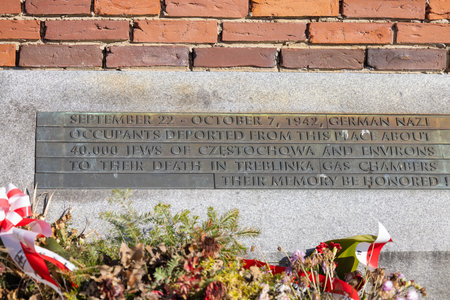 SEPTEMBER 22 - OCTOBER 7, 1942, GERMAN NAZI
OCCUPANTS DEPORTED FROM THIS PLACE ABOUT
40,000 JEWS OF CZĘSTOCHOWA AND ENVIRONS
TO THEIR DEATH IN TREBLINKA GAS CHAMBERS
THEIR MEMORY BE HONORED !